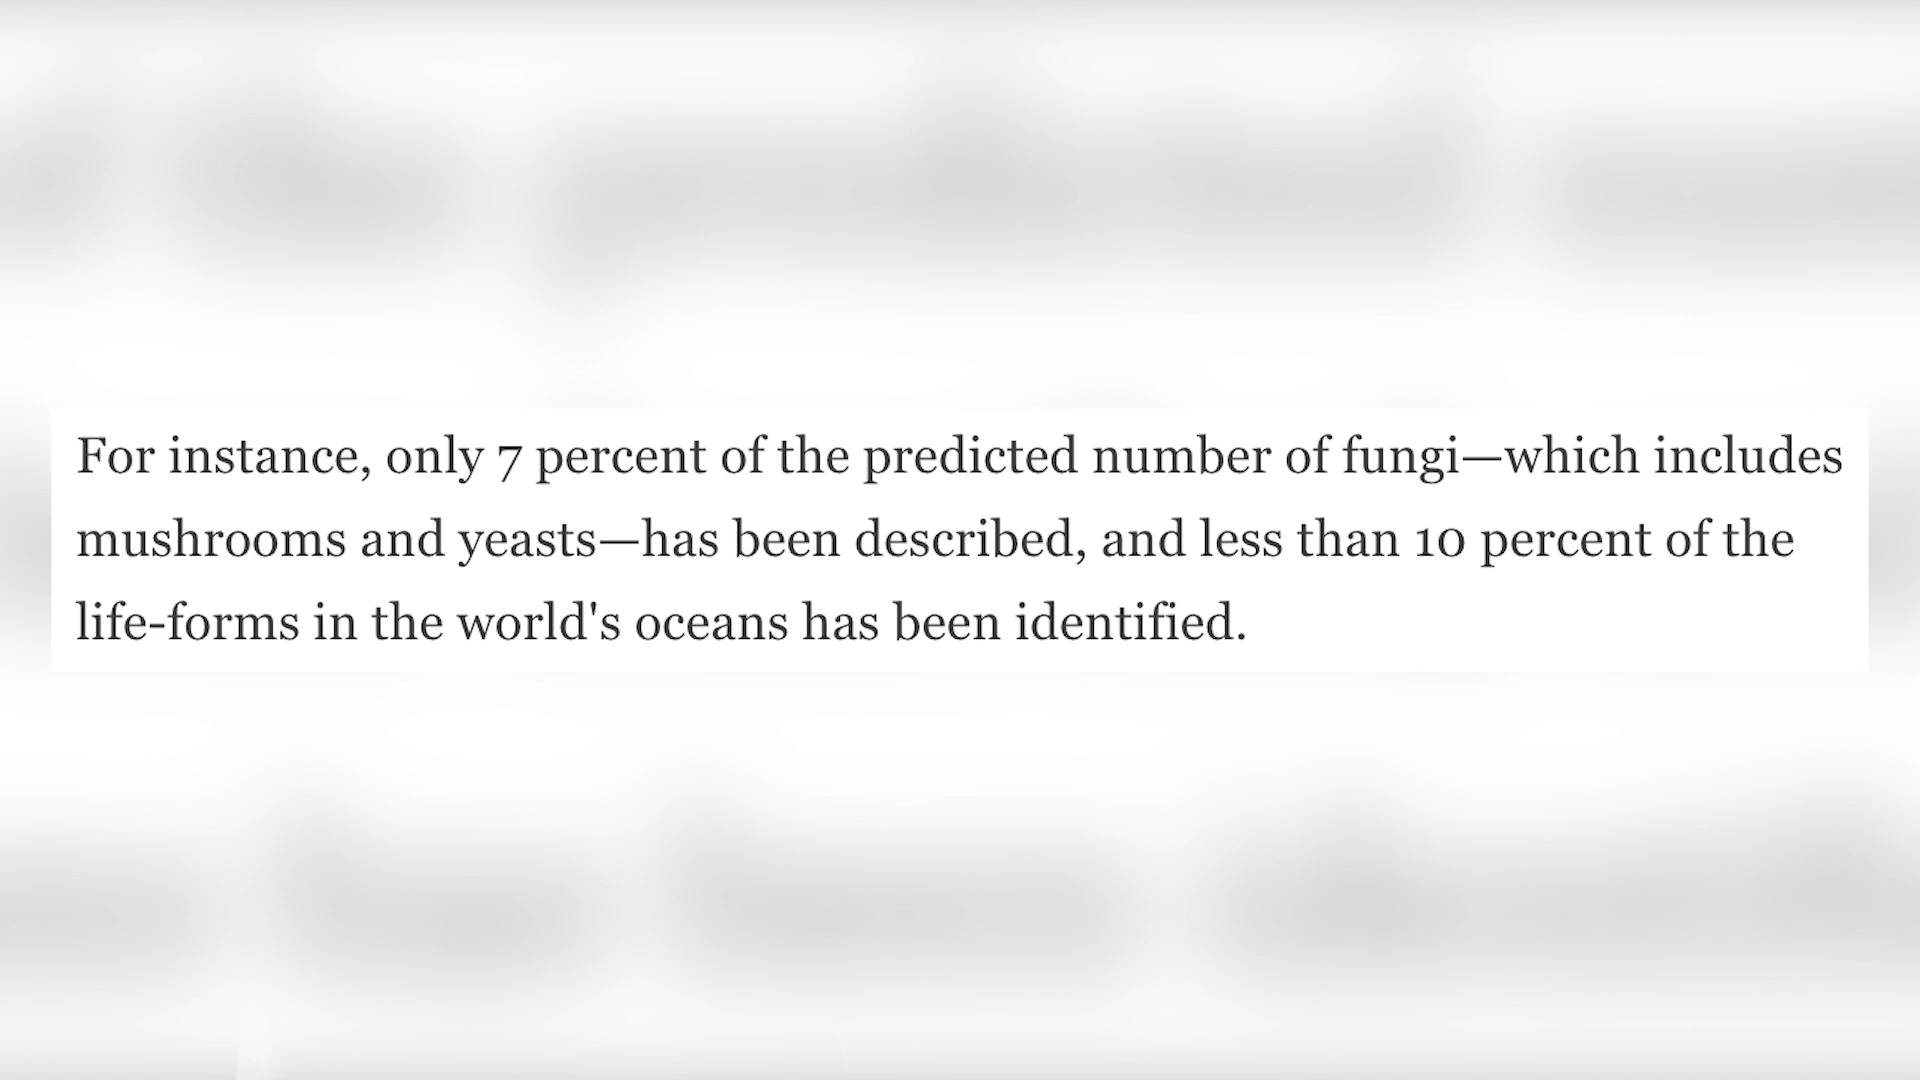 For instance, only 7 percent of the predicted number of fungi—which includes
mushrooms and yeasts—has been described, and less than 10 percent of the
life-forms in the world's oceans has been identified.